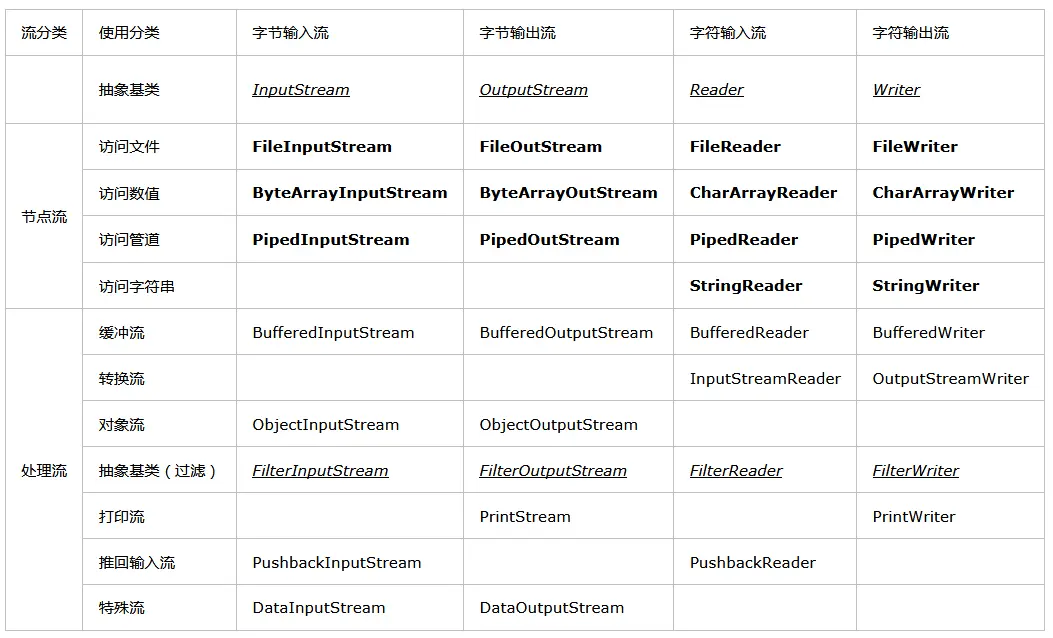 流分类 使用分类 字节输入流 字节输出流 字符输入流 字符输出流
抽象基类 InputStream OutputStream Reader Writer
节点流
访问文件 FileInputStream FileOutStream FileReader FileWriter
访问数值 ByteArrayInputStream ByteArrayOutStream CharArrayReader CharArrayWriter
访问管道 PipedInputStream PipedOutStream PipedReader PipedWriter
访问字符串 StringReader StringWriter
处理流
缓冲流 BufferedInputStream BufferedOutputStream BufferedReader BufferedWriter
转换流 InputStreamReader OutputStreamWriter
对象流 ObjectInputStream ObjectOutputStream
抽象基类（过滤） FilterInputStream FilterOutputStream FilterReader FilterWriter
打印流 PrintStream PrintWriter
推回输入流 PushbackInputStream PushbackReader
特殊流 DataInputStream DataOutputStream